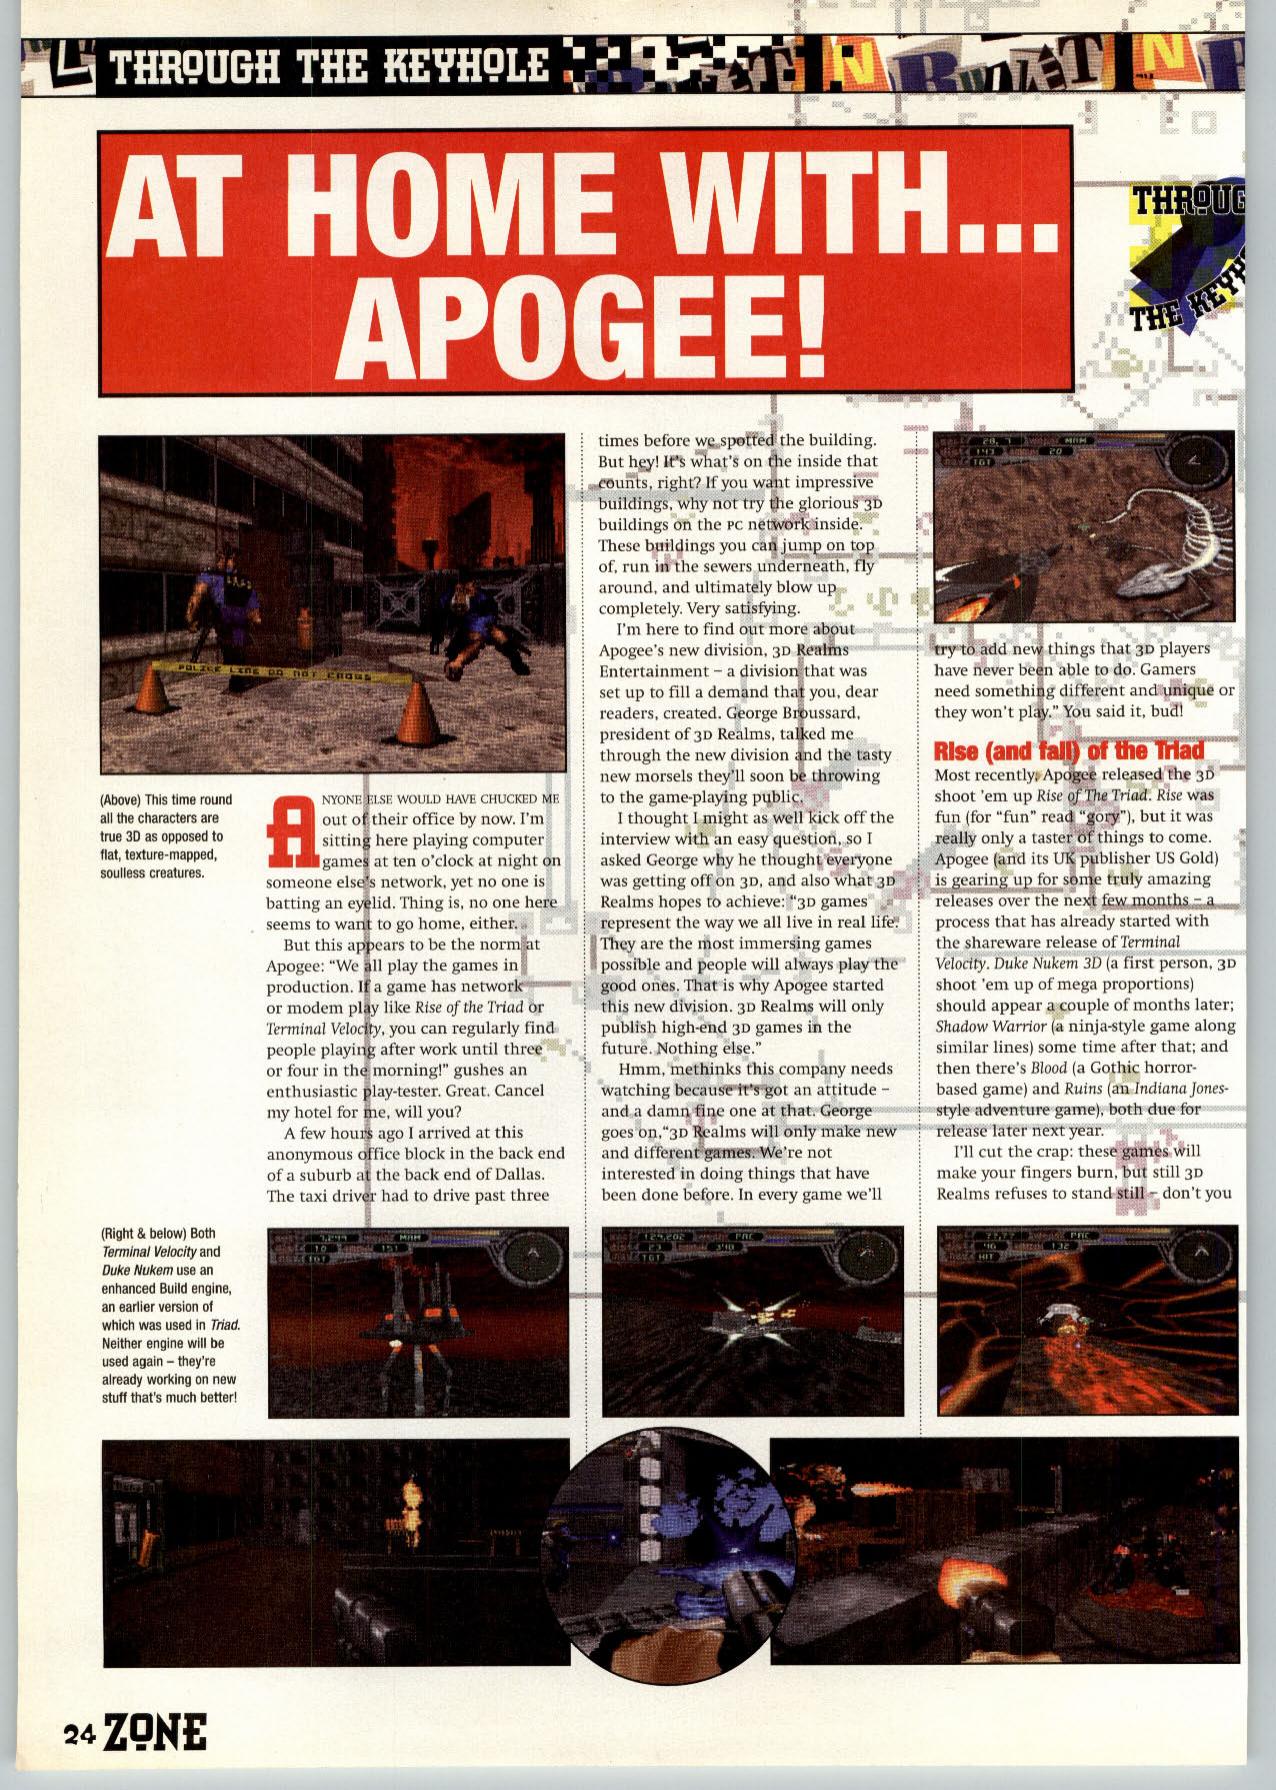 THROUGH THE KEYHOLE
AT HOME WITH...
APOGEE!
THROUG
THE KEYH
POLICE LINE DO NOT CROSS
(Above) This time round
all the characters are
true 3D as opposed to
flat, texture-mapped,
soulless creatures.
ANYONE ELSE WOULD HAVE CHUCKED ME
out of their office by now. I'm
sitting here playing computer
games at ten o'clock at night on
someone else's network, yet no one is
batting an eyelid. Thing is, no one here
seems to want to go home, either.
But this appears to be the norm at
Apogee: “We all play the games in
production. If a game has network
or modem play like Rise of the Triad or
Terminal Velocity, you can regularly find
people playing after work until three
or four in the morning!” gushes an
enthusiastic play-tester. Great. Cancel
my hotel for me, will you?
A few hours ago I arrived at this
anonymous office block in the back end
of a suburb at the back end of Dallas.
The taxi driver had to drive past three
times before we spotted the building.
But hey! It's what's on the inside that
counts, right? If you want impressive
buildings, why not try the glorious 3D
buildings on the PC network inside.
These buildings you can jump on top
of, run in the sewers underneath, fly
around, and ultimately blow up
completely. Very satisfying.
I'm here to find out more about
Apogee's new division, 3D Realms
Entertainment – a division that was
set up to fill a demand that you, dear
readers, created. George Broussard,
president of 3D Realms, talked me
through the new division and the tasty
new morsels they'll soon be throwing
to the game-playing public.
I thought I might as well kick off the
interview with an easy question, so I
asked George why he thought everyone
was getting off on 3D, and also what 3D
Realms hopes to achieve: “3D games
represent the way we all live in real life.
They are the most immersing games
possible and people will always play the
good ones. That is why Apogee started
this new division. 3D Realms will only
publish high-end 3D games in the
future. Nothing else.”
Hmm, methinks this company needs
watching because it's got an attitude –
and a damn fine one at that. George
goes on,“3D Realms will only make new
and different games. We're not
interested in doing things that have
been done before. In every game we'll
try to add new things that 3D players
have never been able to do. Gamers
need something different and unique or
they won't play.” You said it, bud!
Rise (and fall) of the Triad
Most recently, Apogee released the 3D
shoot 'em up Rise of The Triad. Rise was
fun (for “fun” read “gory”), but it was
really only a taster of things to come.
Apogee (and its UK publisher US Gold)
is gearing up for some truly amazing
releases over the next few months – a
process that has already started with
the shareware release of Terminal
Velocity. Duke Nukem 3D (a first person, 3D
shoot 'em up of mega proportions)
should appear a couple of months later;
Shadow Warrior (a ninja-style game along
similar lines) some time after that; and
then there's Blood (a Gothic horror-
based game) and Ruins (an Indiana Jones-
style adventure game), both due for
release later next year.
I'll cut the crap: these games will
make your fingers burn, but still 3D
Realms refuses to stand still – don't you
(Right & below) Both
Terminal Velocity and
Duke Nukem use an
enhanced Build engine,
an earlier version of
which was used in Triad.
Neither engine will be
used again – they're
already working on new
stuff that's much better!
24 ZONE